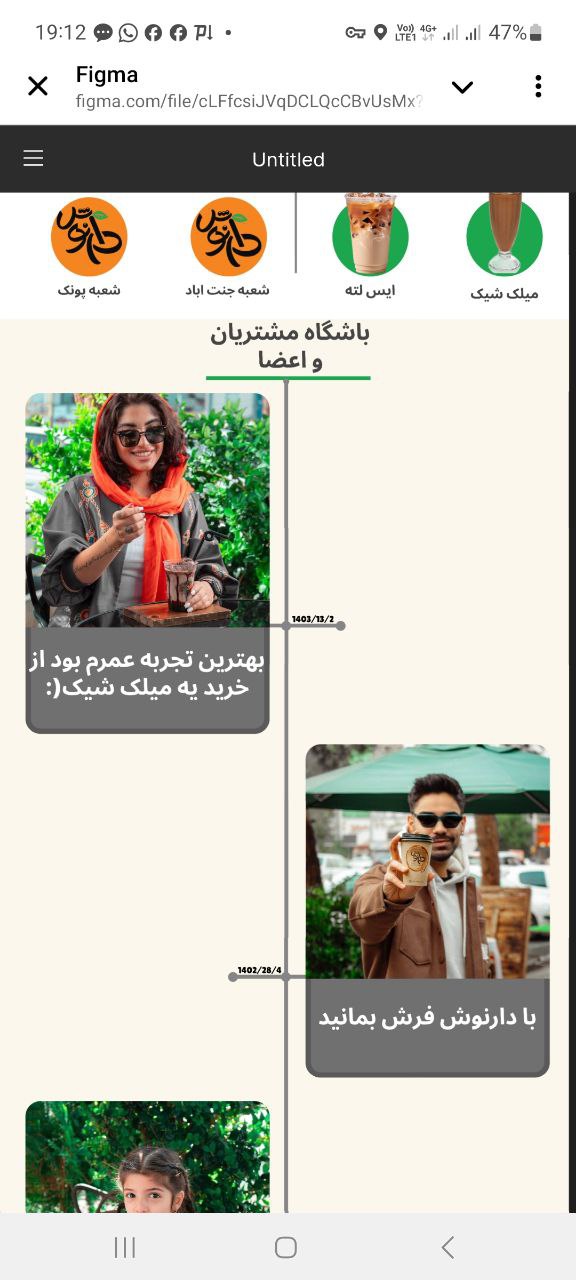 19:12
Vo)) 4G+
LTE1
47%
Figma
figma.com/file/cLFfcsiJVqDCLQcCBvUsMx?
Untitled
دارنوش
دارنوش
میلک شیک
ایس لته
شعبه جنت اباد
شعبه پونک
باشگاه مشتریان
و اعضا
1403/13/2
بهترین تجربه عمرم بود از
خرید یه میلک شیک(:
1402/28/4
با دارنوش فرش بمانید